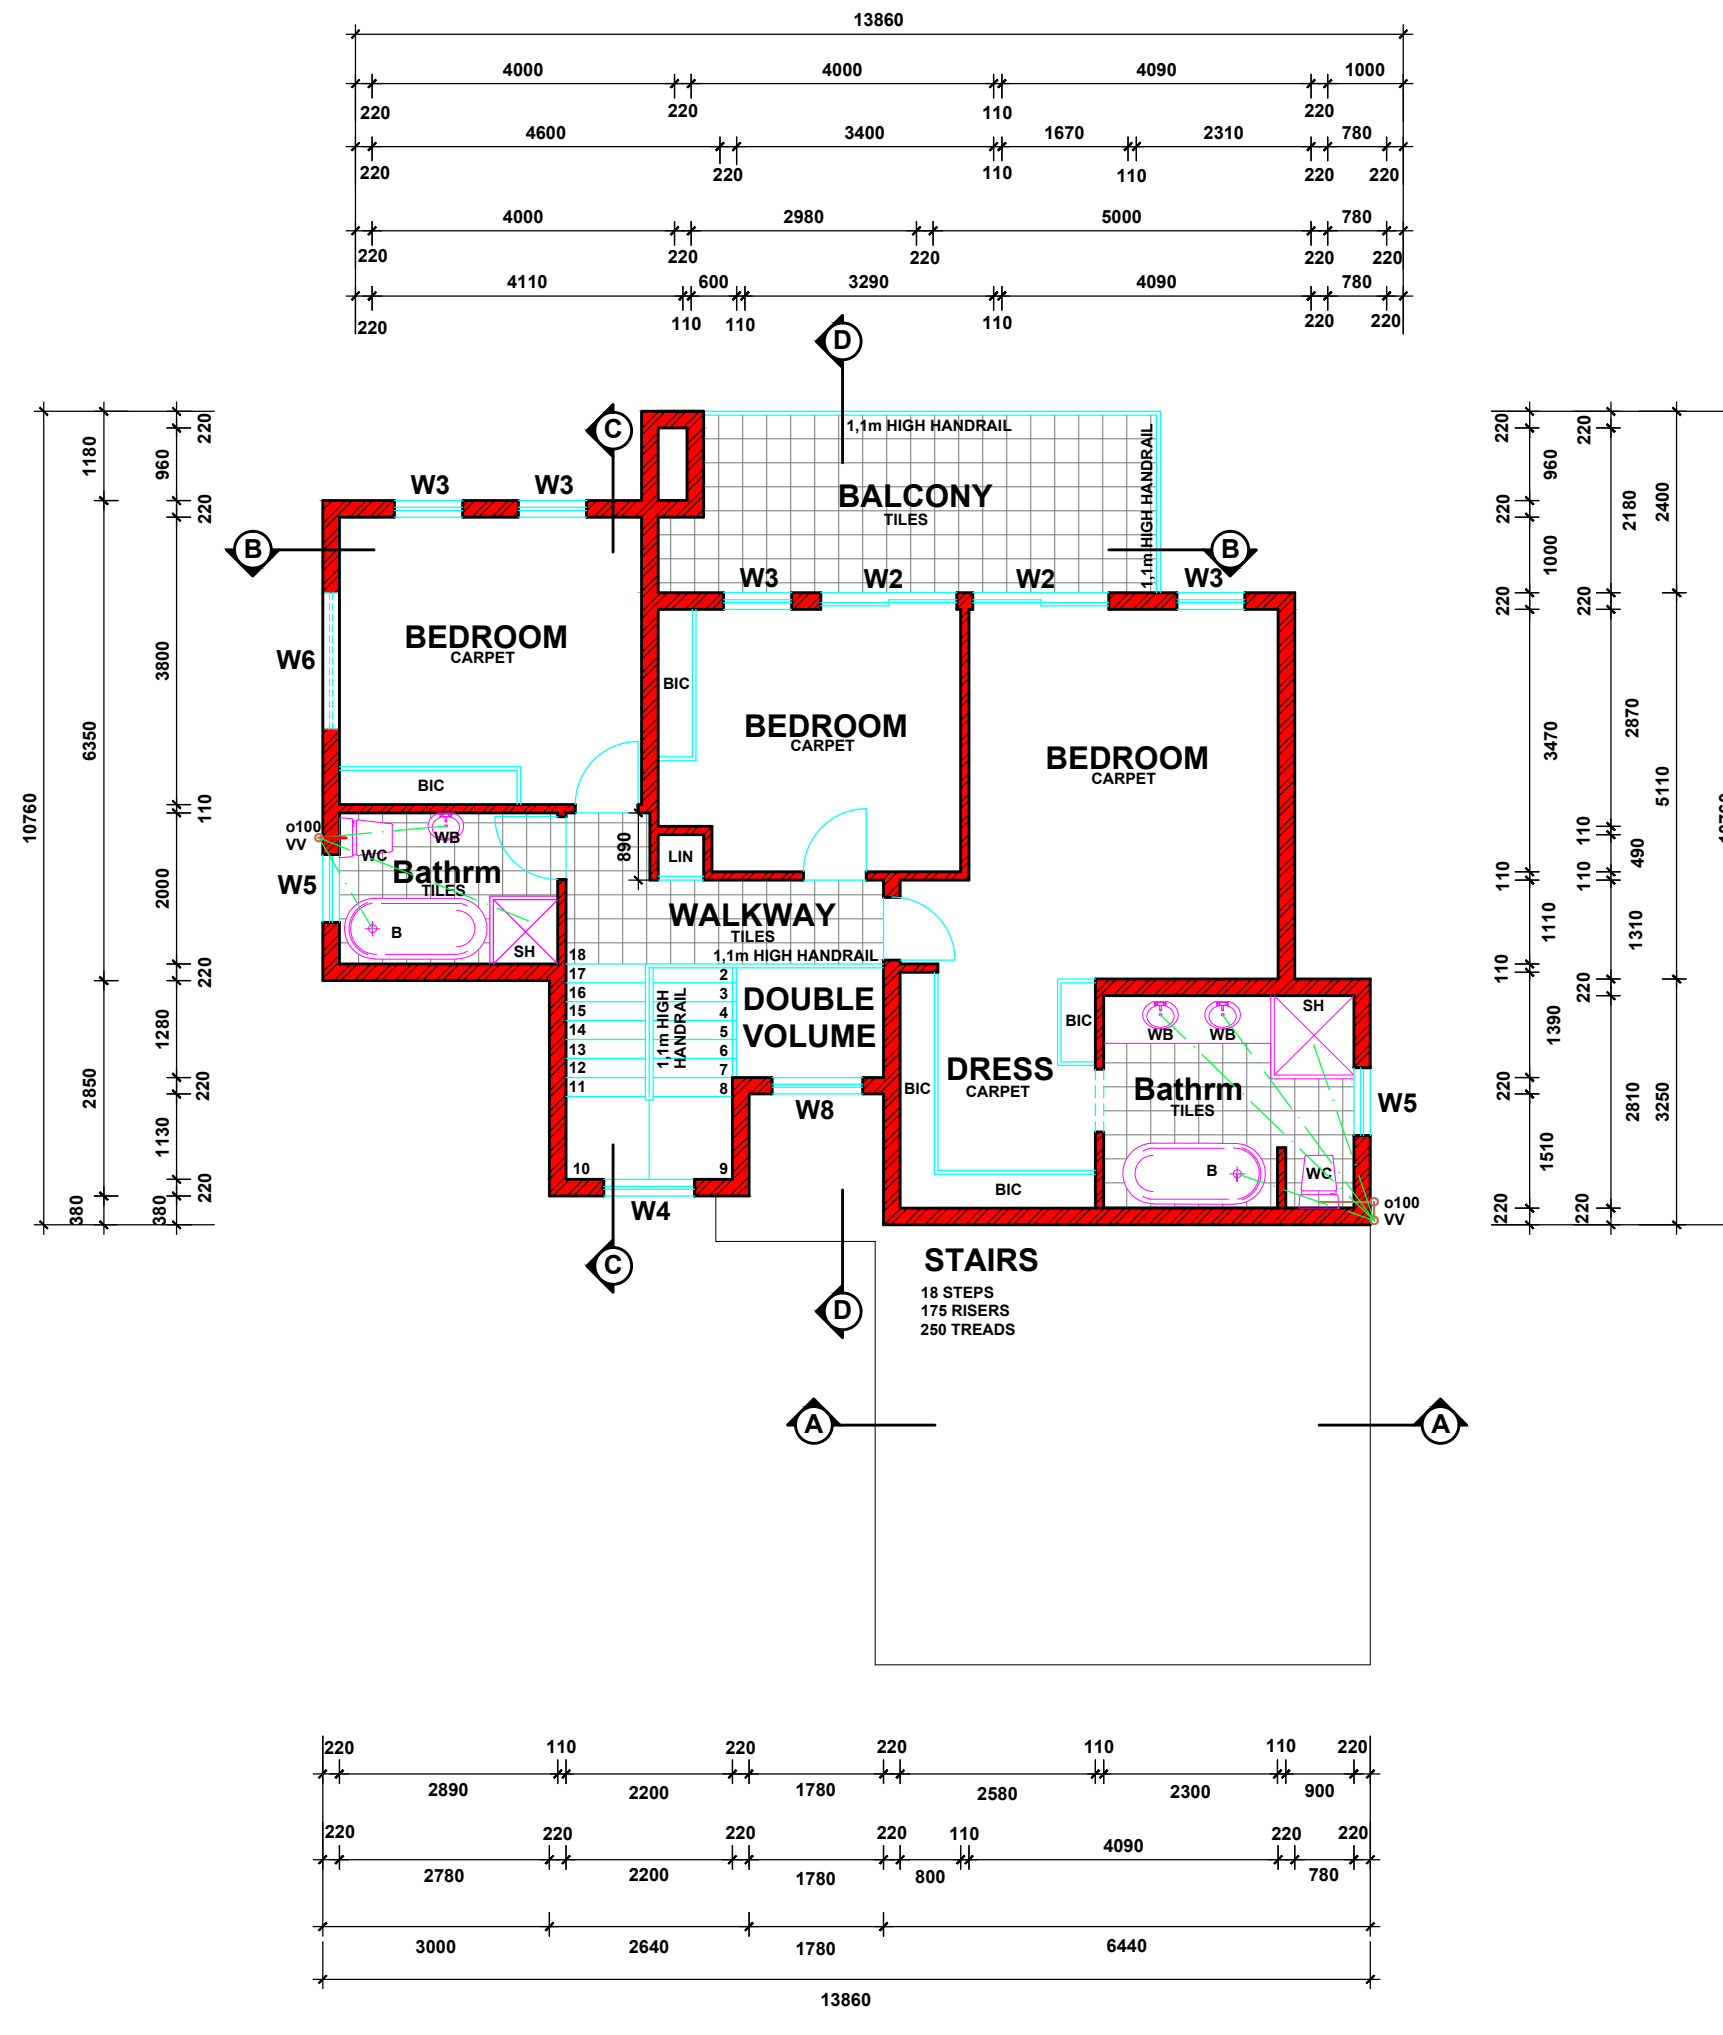 13860
4000 4000 4090 1000
220 220 110 220
4600 3400 1670 2310 780
220 220 110 110 220 220
4000 2980 5000 780
220 220 220 220 220
4110 600 3290 4090 780
220 110 110 110 220 220
D
C
1,1m HIGH HANDRAIL
1,1m HIGH HANDRAIL
BALCONY
TILES
W3 W3
B
B
W3 W2 W2 W3
W6
BEDROOM
CARPET
BIC
BIC
BEDROOM
CARPET
BEDROOM
CARPET
o100
VV
WC
WB
Bathrm
TILES
W5
B
SH
890
LIN
WALKWAY
TILES
1,1m HIGH HANDRAIL
18
17
16
15
14
13
12
11
10
1,1m HIGH
HANDRAIL
2
3
4
5
6
7
8
9
DOUBLE
VOLUME
W8
W4
DRESS
CARPET
BIC
BIC
BIC
WB WB
SH
Bathrm
TILES
W5
B
WC
o100
VV
C
D
STAIRS
18 STEPS
175 RISERS
250 TREADS
A
A
10760
1180
6350
2850
380
960
3800
2000
1280
1130
380
220
220
110
220
220
220
220
220
220
110
110
220
220
960
1000
3470
1110
1390
1510
220
220
110
110
220
220
2180
2870
490
1310
2810
2400
5110
3250
220 110 220 220 110 110 220
2890 2200 1780 2580 2300 900
220 220 220 220 110 220 220
2780 2200 1780 800 4090 780
3000 2640 1780 6440
13860